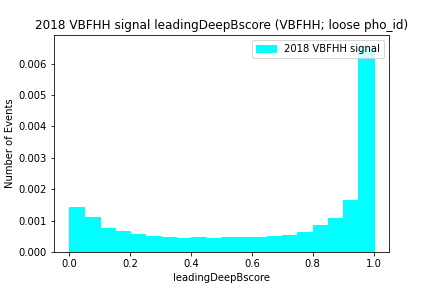 2018 VBFHH signal leadingDeepBscore (VBFHH; loose pho_id)
2018 VBFHH signal
Number of Events
0.006
0.005
0.004
0.003
0.002
0.001
0.000
0.0 0.2 0.4 0.6 0.8 1.0
leadingDeepBscore